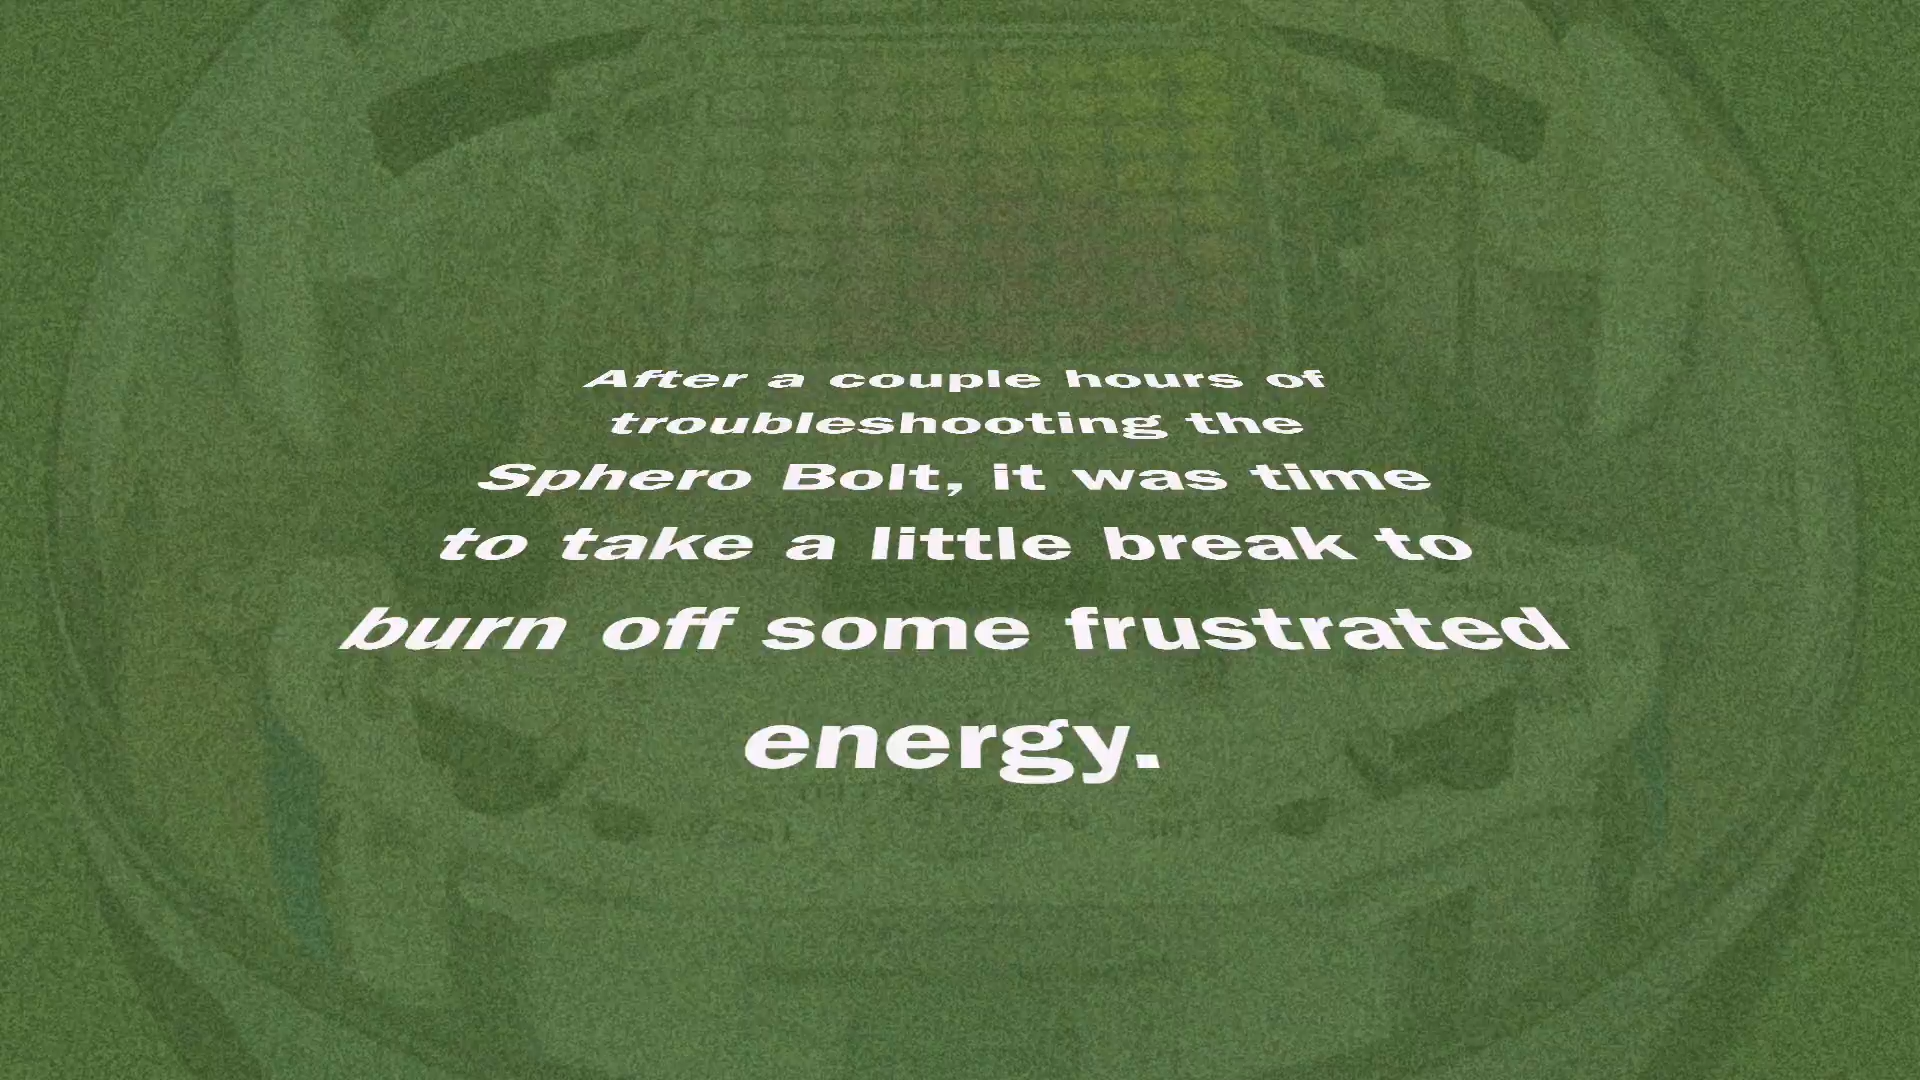 After a couple hours of
troubleshooting the
Sphero Bolt, it was time
to take a little break to
burn off some frustrated
energy.